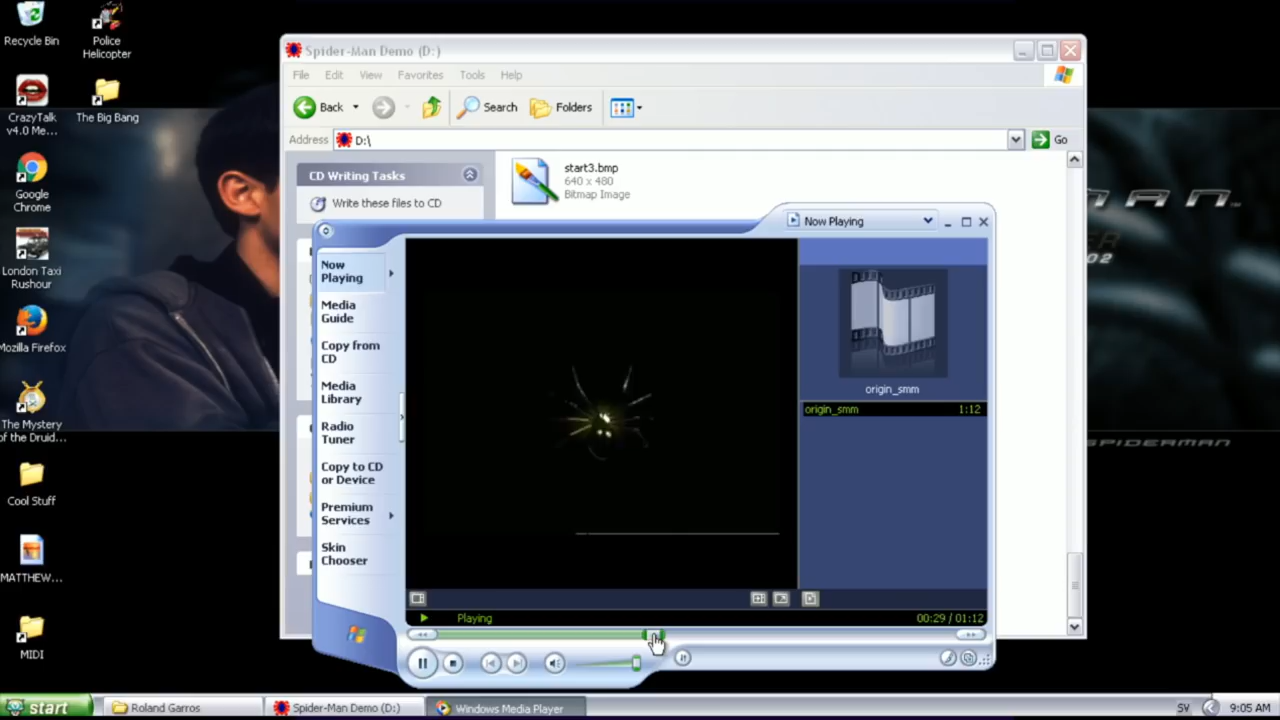 Recycle Bin
Police
Helicopter
CrazyTalk
v4.0 Me...
The Big Bang
Google
Chrome
London Taxi
Rushour
Mozilla Firefox
The Mystery
of the Druid...
Cool Stuff
MATTHEW...
MIDI
Spider-Man Demo (D:)
File Edit View Favorites Tools Help
Back Search Folders
Address D:\ Go
CD Writing Tasks
Write these files to CD
start3.bmp
640 x 480
Bitmap Image
Now Playing
Now
Playing
Media
Guide
Copy from
CD
Media
Library
Radio
Tuner
Copy to CD
or Device
Premium
Services
Skin
Chooser
origin_smm
origin_smm 1:12
Playing 00:29 / 01:12
SPIDERMAN
start Roland Garros Spider-Man Demo (D:) Windows Media Player SV 9:05 AM